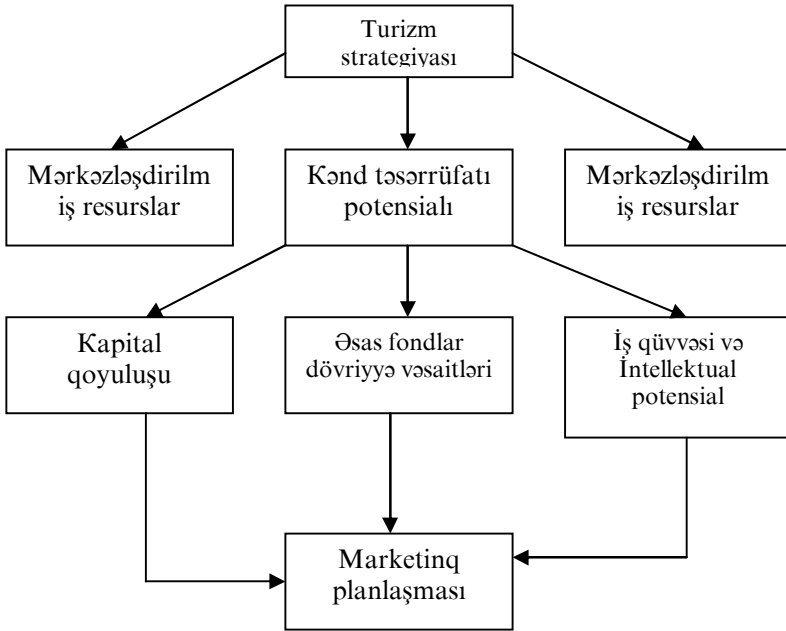 Turizm
strategiyası
Mərkəzləşdirilm
iş resurslar
Kənd təsərrüfatı
potensialı
Mərkəzləşdirilm
iş resurslar
Kapital
qoyuluşu
Əsas fondlar
dövriyyə vəsaitləri
İş qüvvəsi və
İntellektual
potensial
Marketinq
planlaşması